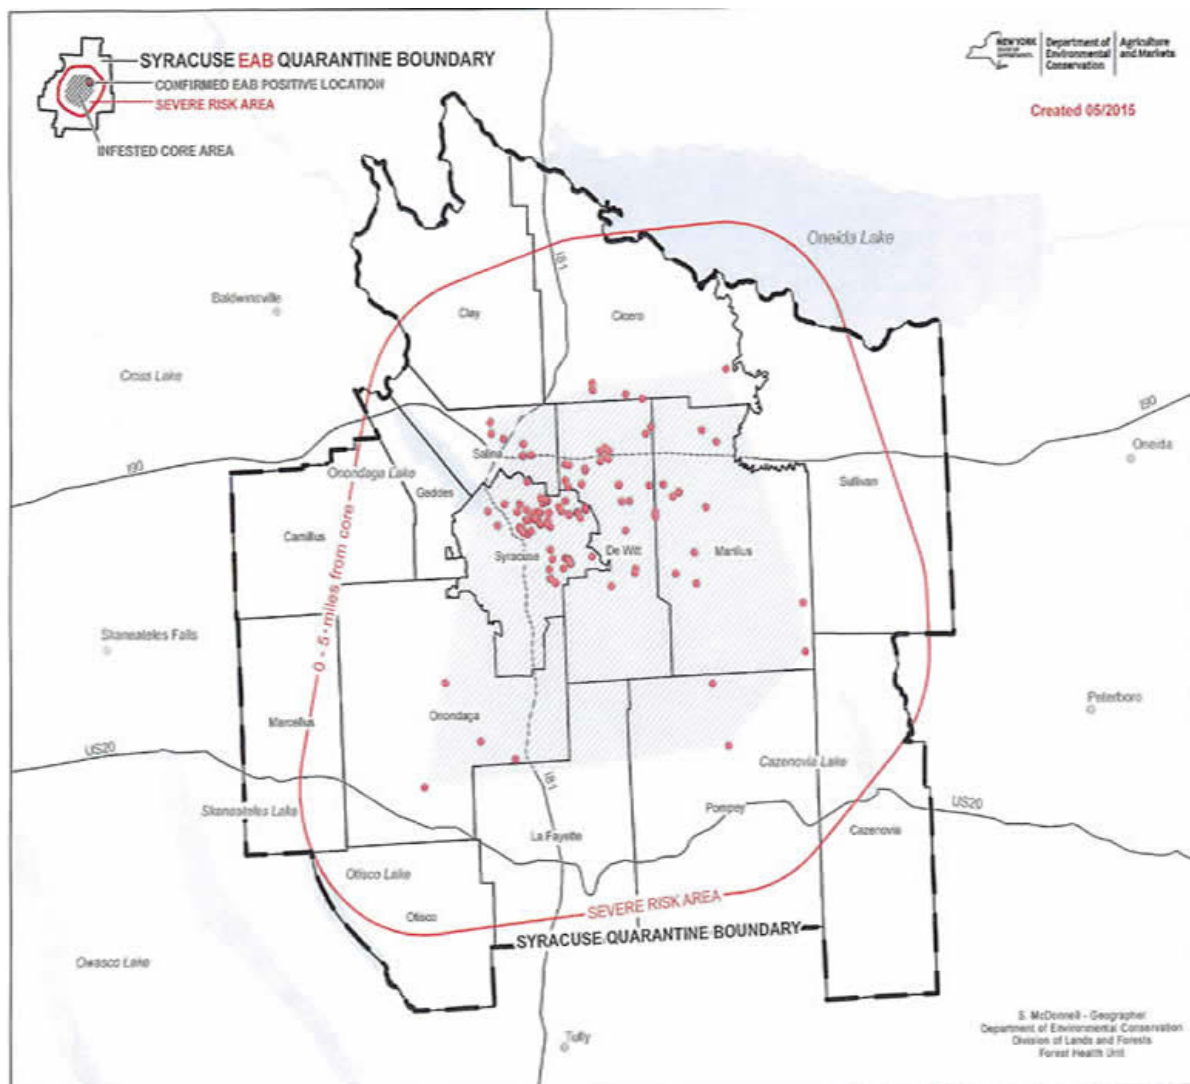 SYRACUSE EAB QUARANTINE BOUNDARY
CONFIRMED EAB POSITIVE LOCATION
SEVERE RISK AREA
INFESTED CORE AREA
NEW YORK
Department of
Environmental
Conservation
Agriculture
and Markets
Created 05/2015
Oneida Lake
I81
Baldwinsville
Clay
Cicero
Cross Lake
I90
I90
Oneida
Salina
Onondaga Lake
Geddes
Sullivan
Camillus
Syracuse
De Witt
Manlius
0 - 5 - miles from core
Skaneateles Falls
Marcellus
Onondaga
Peterboro
US20
Cazenovia Lake
I81
Skaneateles Lake
Pompey
US20
La Fayette
Cazenovia
Otisco Lake
Otisco
SEVERE RISK AREA
SYRACUSE QUARANTINE BOUNDARY
Owasco Lake
Tully
S. McDonnell - Geographer
Department of Environmental Conservation
Division of Lands and Forests
Forest Health Unit